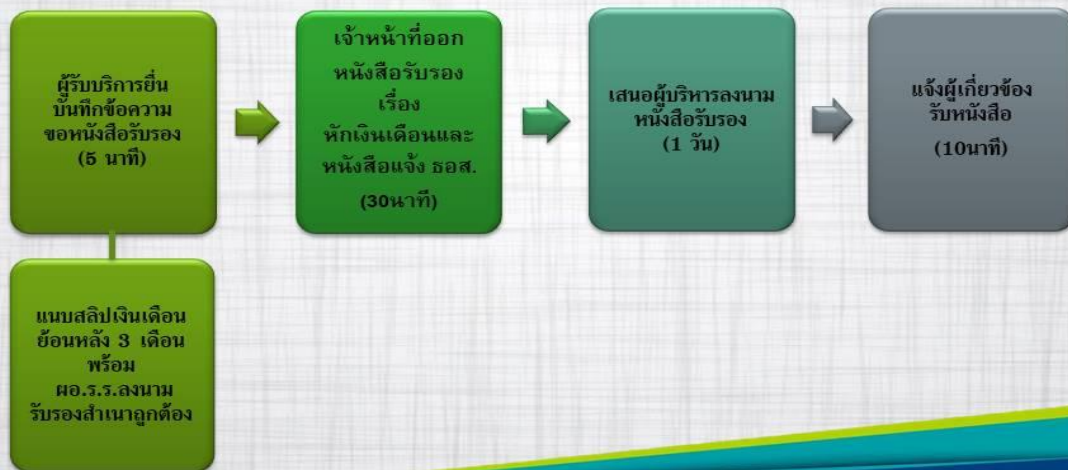 ผู้รับบริการยื่น
บันทึกข้อความ
ขอหนังสือรับรอง
(5 นาที)
แนบสลิปเงินเดือน
ย้อนหลัง 3 เดือน
พร้อม
ผอ.ร.ร.ลงนาม
รับรองสำเนาถูกต้อง
เจ้าหน้าที่ออก
หนังสือรับรอง
เรื่อง
หักเงินเดือนและ
หนังสือแจ้ง ธอส.
(30นาที)
เสนอผู้บริหารลงนาม
หนังสือรับรอง
(1 วัน)
แจ้งผู้เกี่ยวข้อง
รับหนังสือ
(10นาที)